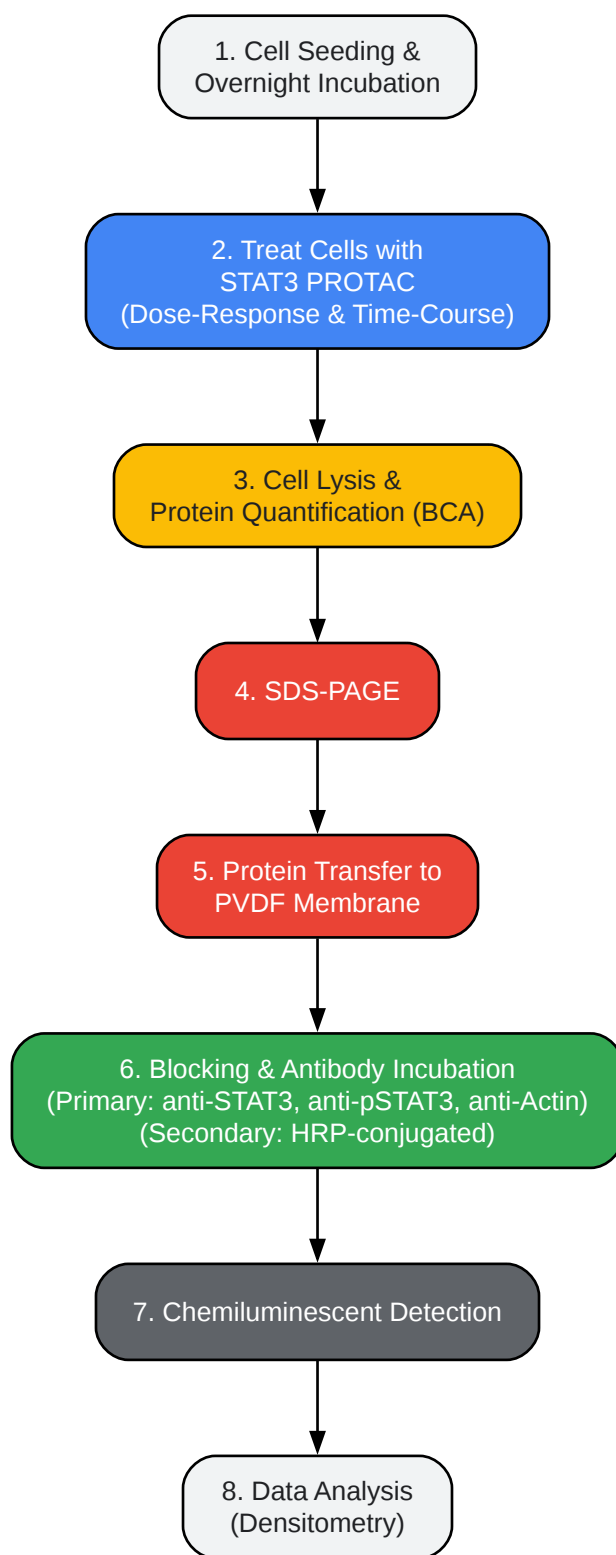 1. Cell Seeding &
Overnight Incubation
2. Treat Cells with
STAT3 PROTAC
(Dose-Response & Time-Course)
3. Cell Lysis &
Protein Quantification (BCA)
4. SDS-PAGE
5. Protein Transfer to
PVDF Membrane
6. Blocking & Antibody Incubation
(Primary: anti-STAT3, anti-pSTAT3, anti-Actin)
(Secondary: HRP-conjugated)
7. Chemiluminescent Detection
8. Data Analysis
(Densitometry)